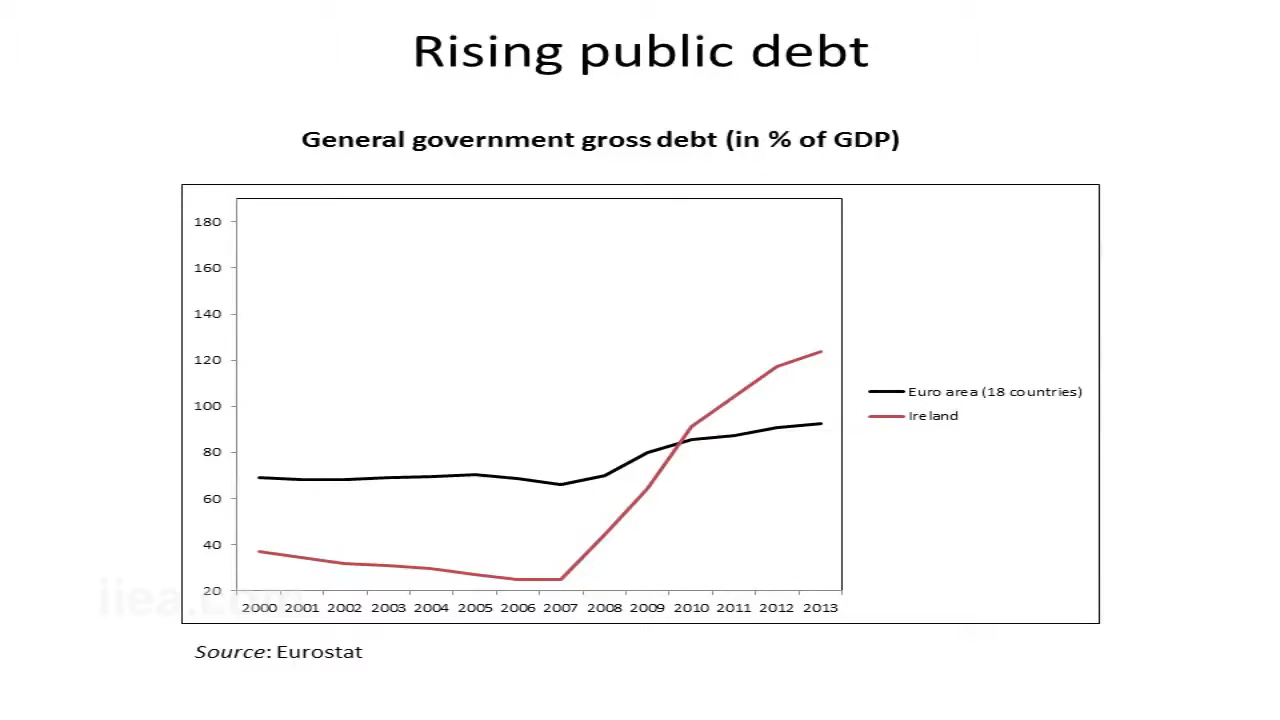 Rising public debt
General government gross debt (in % of GDP)
180
160
140
120
100
80
60
40
20
2000 2001 2002 2003 2004 2005 2006 2007 2008 2009 2010 2011 2012 2013
Euro area (18 countries)
Ireland
iiea.com
Source: Eurostat